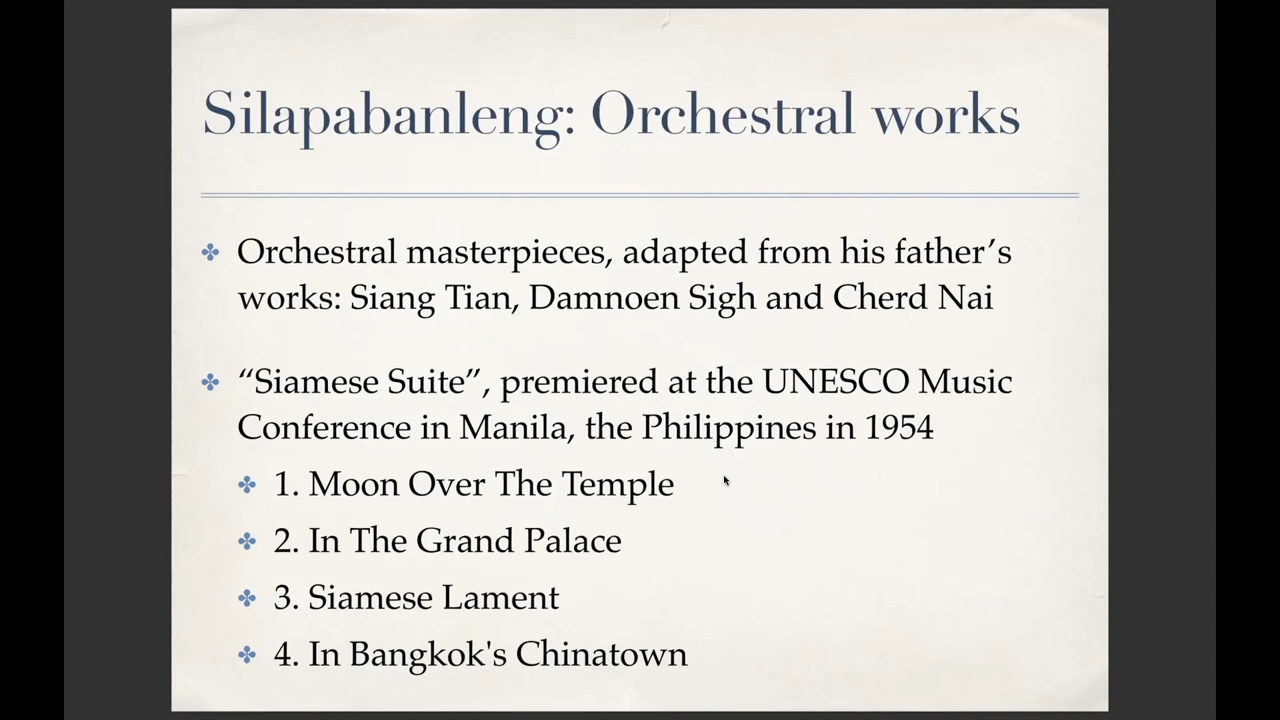 Silapabanleng: Orchestral works
Orchestral masterpieces, adapted from his father’s
works: Siang Tian, Damnoen Sigh and Cherd Nai
“Siamese Suite”, premiered at the UNESCO Music
Conference in Manila, the Philippines in 1954
1. Moon Over The Temple
2. In The Grand Palace
3. Siamese Lament
4. In Bangkok's Chinatown